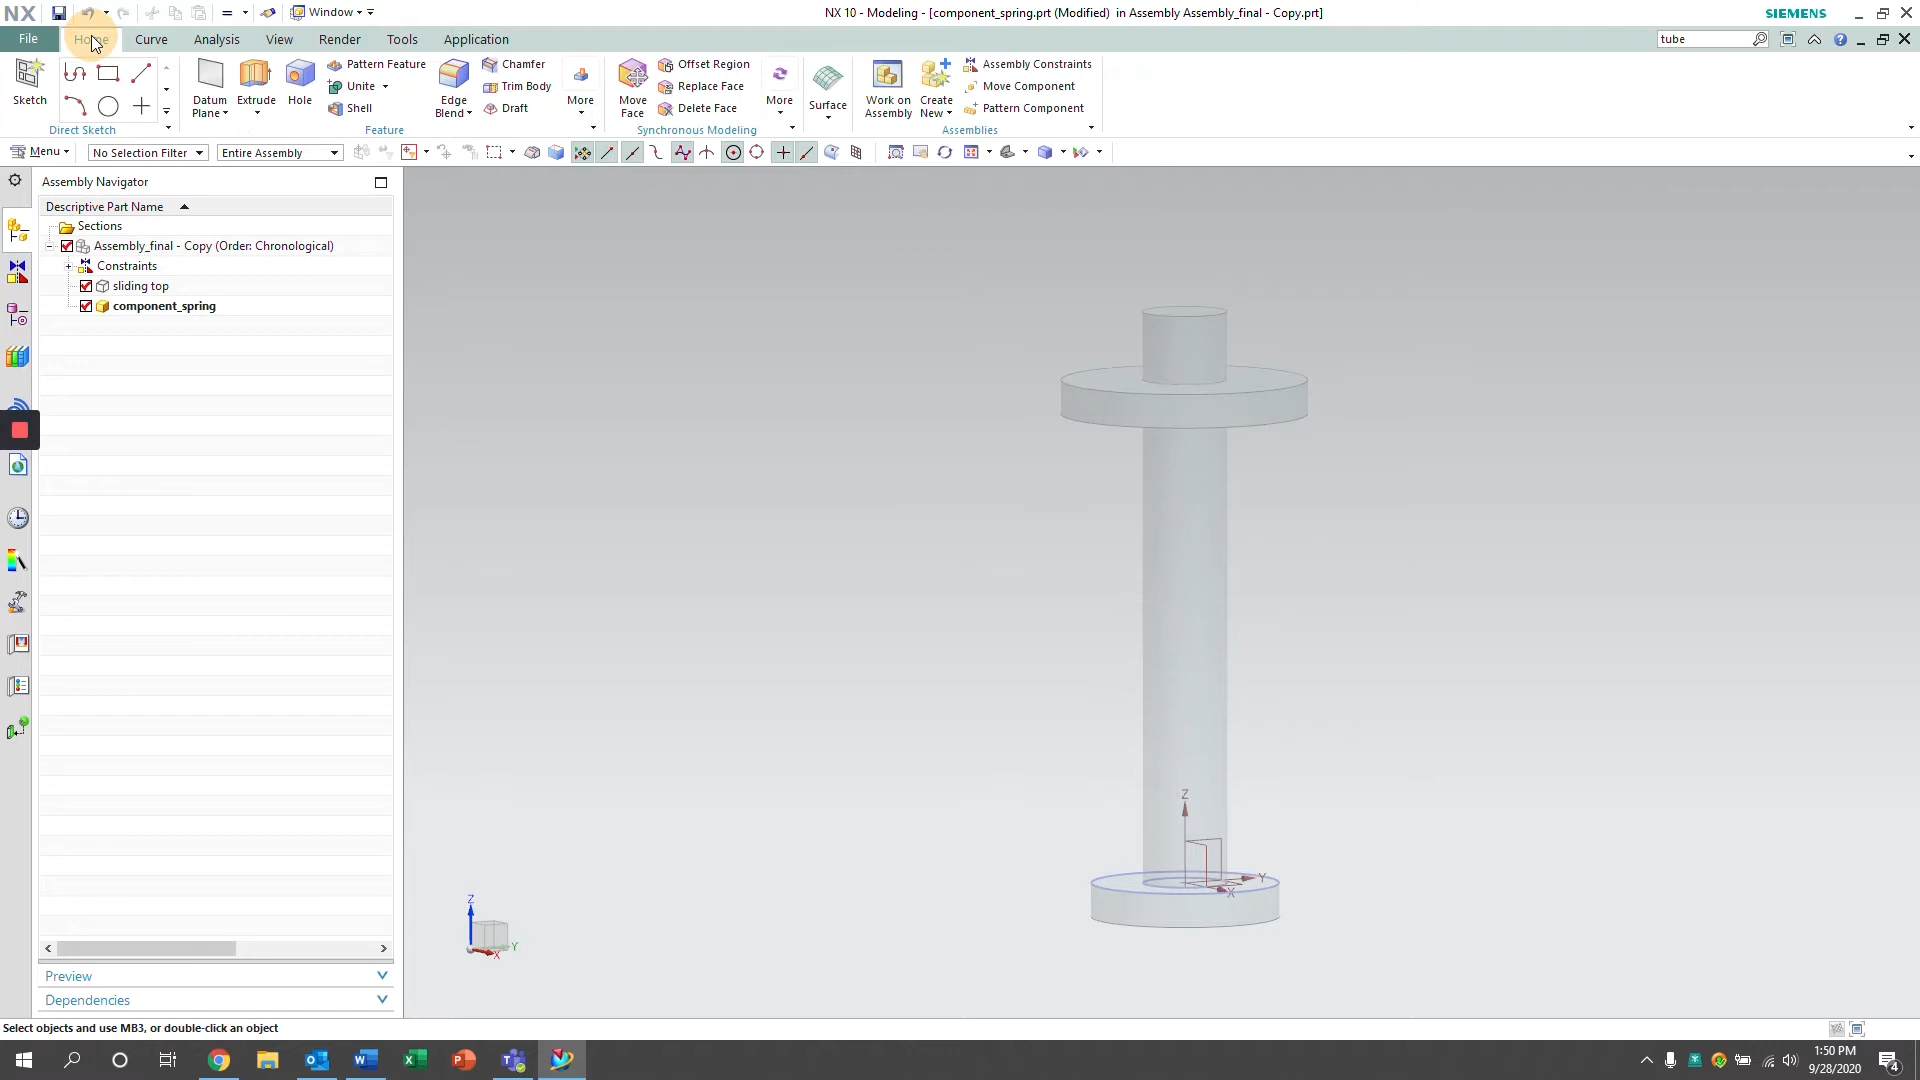 NX Window NX 10 - Modeling - [component_spring.prt (Modified) in Assembly Assembly_final - Copy.prt] SIEMENS
File Home Curve Analysis View Render Tools Application tube
Pattern Feature Chamfer Offset Region Assembly Constraints
Unite Trim Body Replace Face Move Component
Sketch Datum Plane Extrude Hole Shell Edge Blend Draft More Move Face Delete Face More Surface Work on Assembly Create New Pattern Component
Direct Sketch Feature Synchronous Modeling Assemblies
Menu No Selection Filter Entire Assembly
Assembly Navigator
Descriptive Part Name
Sections
Assembly_final - Copy (Order: Chronological)
Constraints
sliding top
component_spring
Z
Y
X
Z
Y
X
Preview
Dependencies
Select objects and use MB3, or double-click an object
1:50 PM
9/28/2020
4